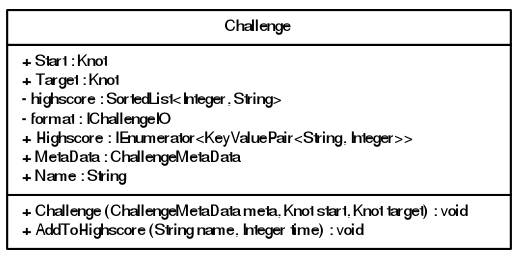 Challenge
+ Start : Knot
+ Target : Knot
- highscore : SortedList<Integer, String>
- format : IChallengeIO
+ Highscore : IEnumerator<KeyValuePair<String, Integer>>
+ MetaData : ChallengeMetaData
+ Name : String
+ Challenge (ChallengeMetaData meta, Knot start, Knot target) : void
+ AddToHighscore (String name, Integer time) : void